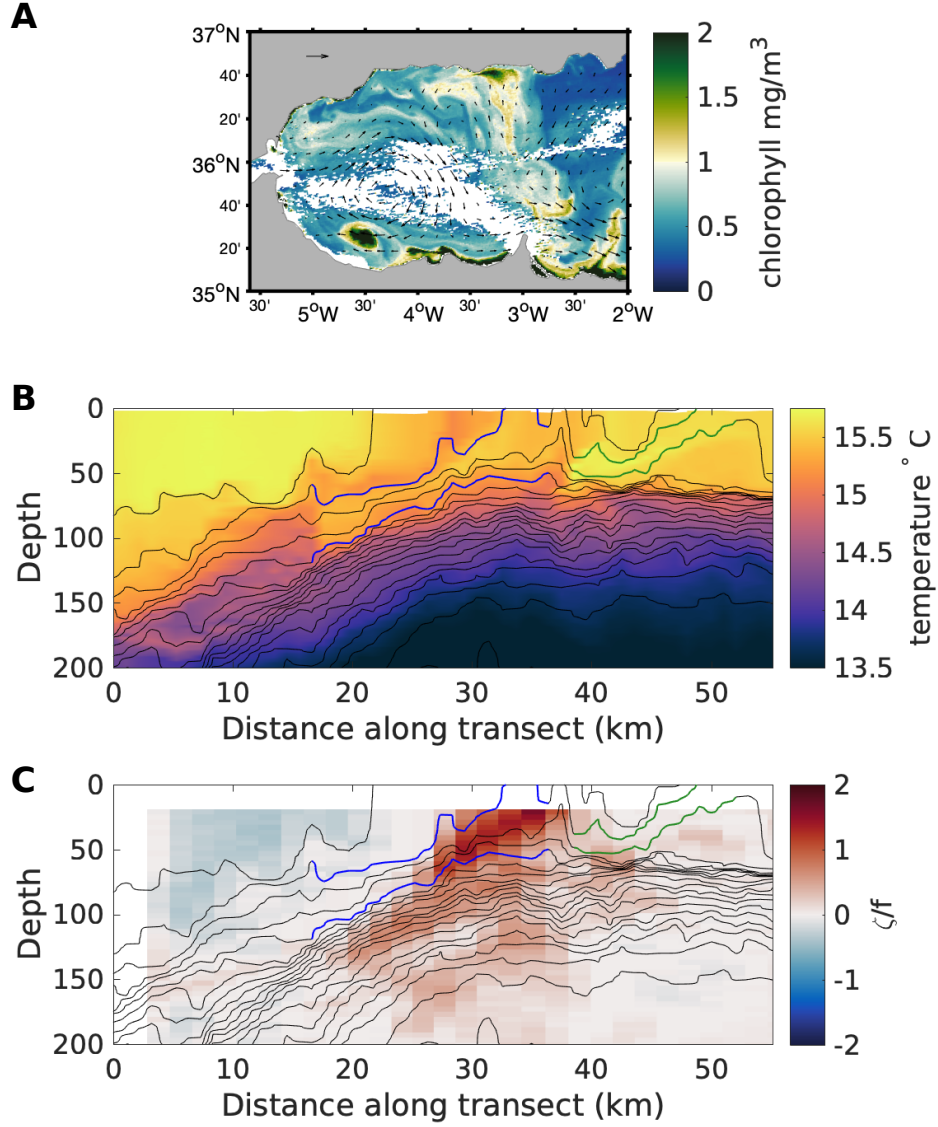 A
37°N
40'
20'
36°N
40'
20'
35°N
30' 5°W 30' 4°W 30' 3°W 30' 2°W
2
1.5
1
0.5
0
chlorophyll mg/m³
B
0
50
100
150
200
Depth
0 10 20 30 40 50
Distance along transect (km)
15.5
15
14.5
14
13.5
temperature ° C
C
0
50
100
150
200
Depth
0 10 20 30 40 50
Distance along transect (km)
2
1
0
-1
-2
ζ/f